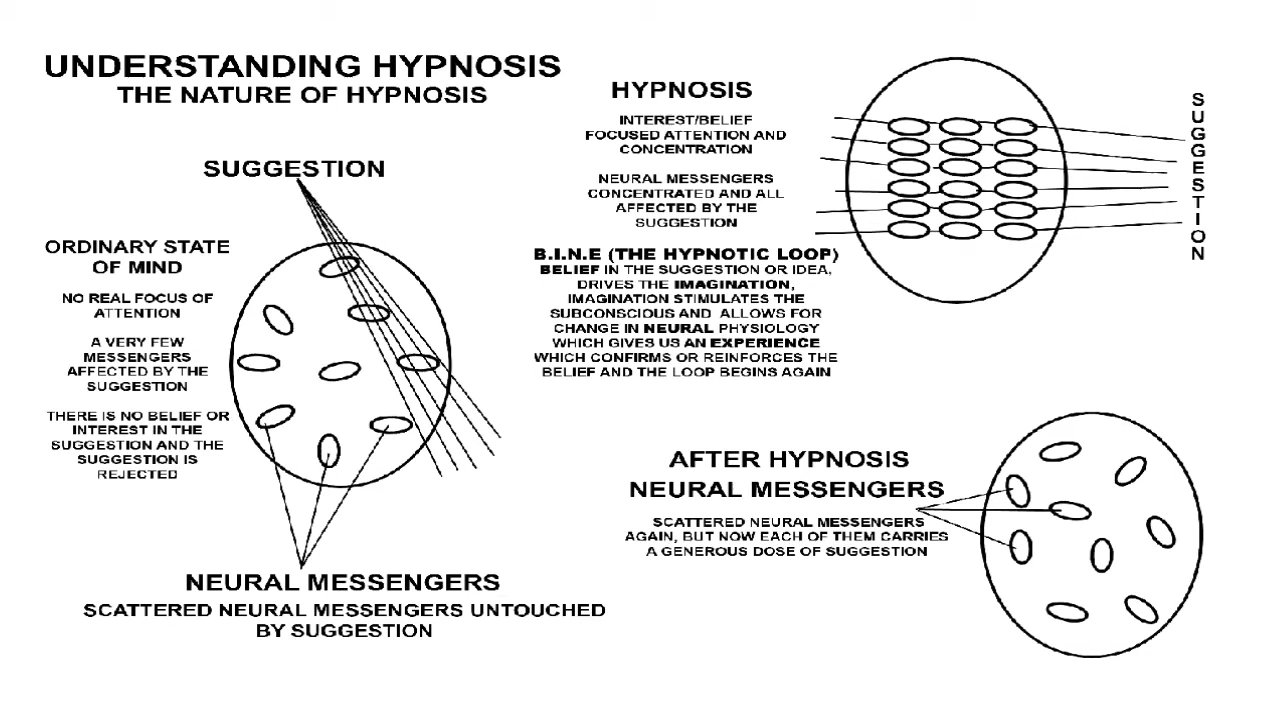 UNDERSTANDING HYPNOSIS
THE NATURE OF HYPNOSIS
SUGGESTION
ORDINARY STATE
OF MIND
NO REAL FOCUS OF
ATTENTION
A VERY FEW
MESSENGERS
AFFECTED BY THE
SUGGESTION
THERE IS NO BELIEF OR
INTEREST IN THE
SUGGESTION AND THE
SUGGESTION IS
REJECTED
NEURAL MESSENGERS
SCATTERED NEURAL MESSENGERS UNTOUCHED
BY SUGGESTION
HYPNOSIS
INTEREST/BELIEF
FOCUSED ATTENTION AND
CONCENTRATION
NEURAL MESSENGERS
CONCENTRATED AND ALL
AFFECTED BY THE
SUGGESTION
B.I.N.E (THE HYPNOTIC LOOP)
BELIEF IN THE SUGGESTION OR IDEA,
DRIVES THE IMAGINATION,
IMAGINATION STIMULATES THE
SUBCONSCIOUS AND ALLOWS FOR
CHANGE IN NEURAL PHYSIOLOGY
WHICH GIVES US AN EXPERIENCE
WHICH CONFIRMS OR REINFORCES THE
BELIEF AND THE LOOP BEGINS AGAIN
SUGGESTION
AFTER HYPNOSIS
NEURAL MESSENGERS
SCATTERED NEURAL MESSENGERS
AGAIN, BUT NOW EACH OF THEM CARRIES
A GENEROUS DOSE OF SUGGESTION